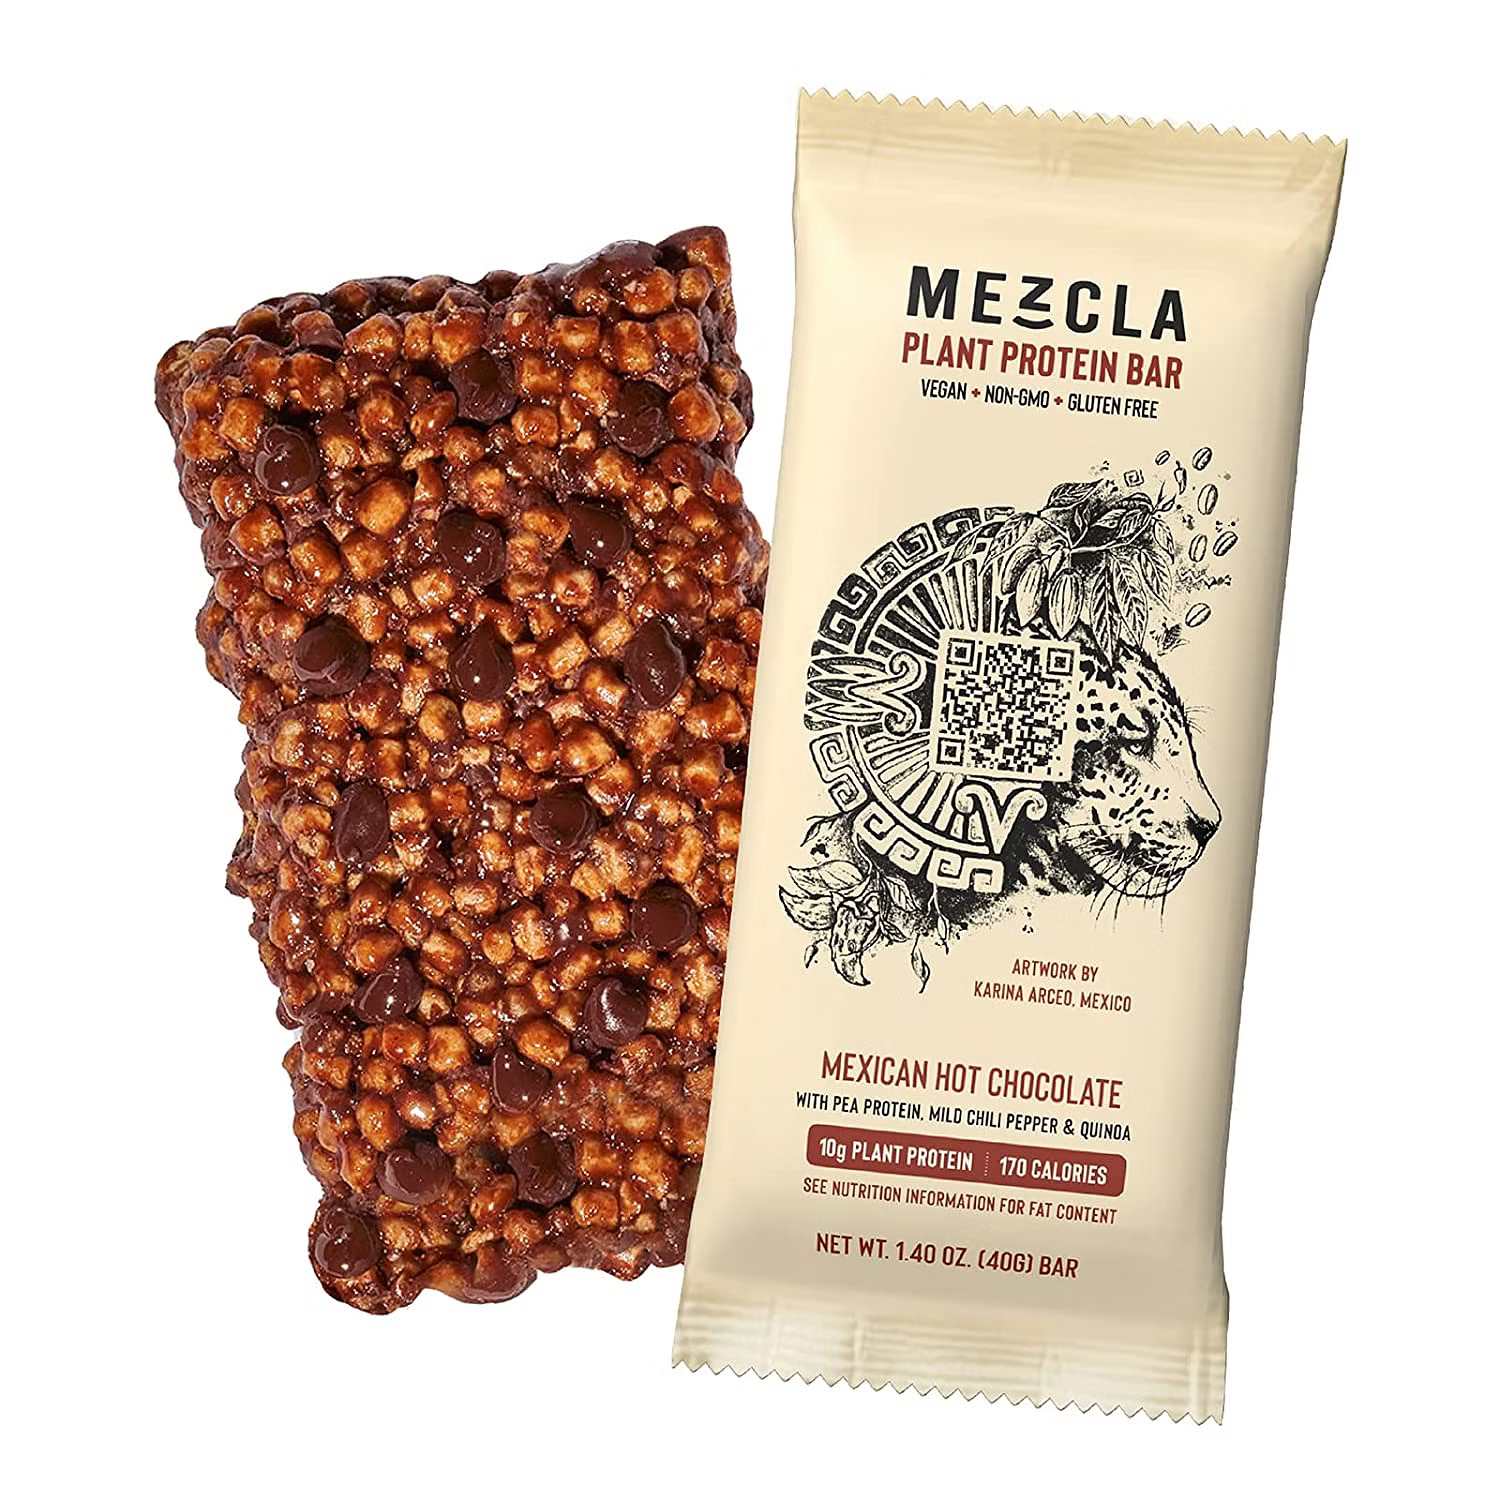 MEZCLA
PLANT PROTEIN BAR
VEGAN + NON-GMO + GLUTEN FREE
ARTWORK BY
KARINA ARCEO, MEXICO
MEXICAN HOT CHOCOLATE
WITH PEA PROTEIN, MILD CHILI PEPPER & QUINOA
10g PLANT PROTEIN 170 CALORIES
SEE NUTRITION INFORMATION FOR FAT CONTENT
NET WT. 1.40 OZ. (40G) BAR